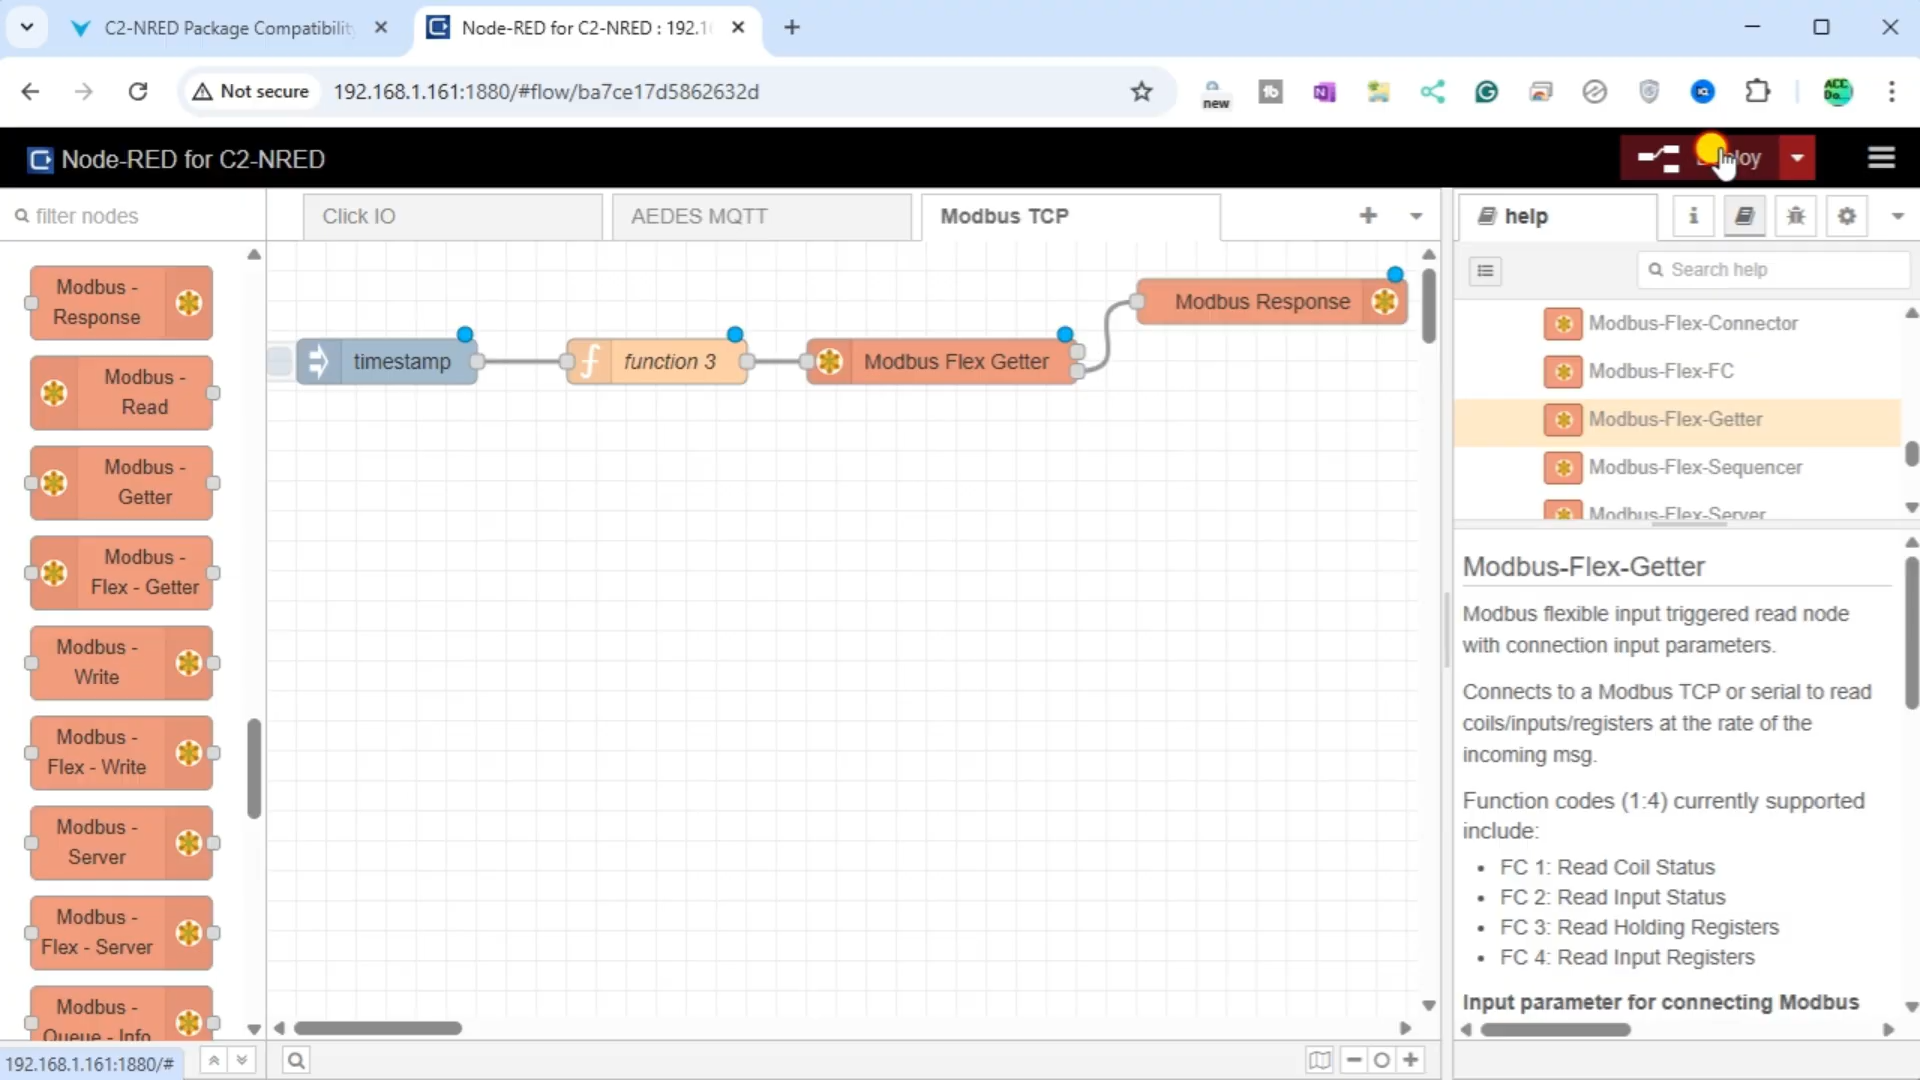 C2-NRED Package Compatibilit
Node-RED for C2-NRED : 192.1
Not secure
192.168.1.161:1880/#flow/ba7ce17d5862632d
new
ACC
Do...
Node-RED for C2-NRED
filter nodes
Click IO
AEDES MQTT
Modbus TCP
help
Search help
Modbus -
Response
Modbus -
Read
Modbus -
Getter
Modbus -
Flex - Getter
Modbus -
Write
Modbus -
Flex - Write
Modbus -
Server
Modbus -
Flex - Server
Modbus -
Queue - Info
timestamp
function 3
Modbus Flex Getter
Modbus Response
Modbus-Flex-Connector
Modbus-Flex-FC
Modbus-Flex-Getter
Modbus-Flex-Sequencer
Modbus-Flex-Server
Modbus-Flex-Getter
Modbus flexible input triggered read node
with connection input parameters.
Connects to a Modbus TCP or serial to read
coils/inputs/registers at the rate of the
incoming msg.
Function codes (1:4) currently supported
include:
• FC 1: Read Coil Status
• FC 2: Read Input Status
• FC 3: Read Holding Registers
• FC 4: Read Input Registers
Input parameter for connecting Modbus
192.168.1.161:1880/#